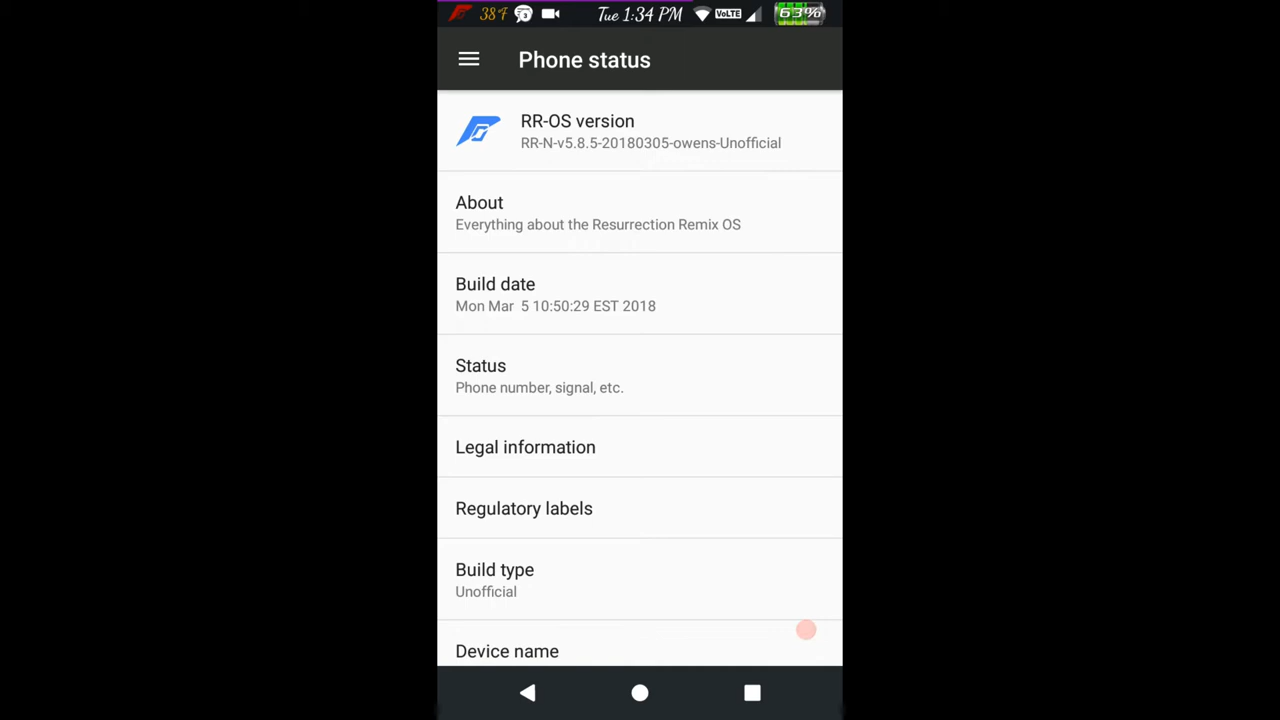 38°F Tue 1:34 PM VoLTE 63%
Phone status
RR-OS version
RR-N-v5.8.5-20180305-owens-Unofficial
About
Everything about the Resurrection Remix OS
Build date
Mon Mar  5 10:50:29 EST 2018
Status
Phone number, signal, etc.
Legal information
Regulatory labels
Build type
Unofficial
Device name